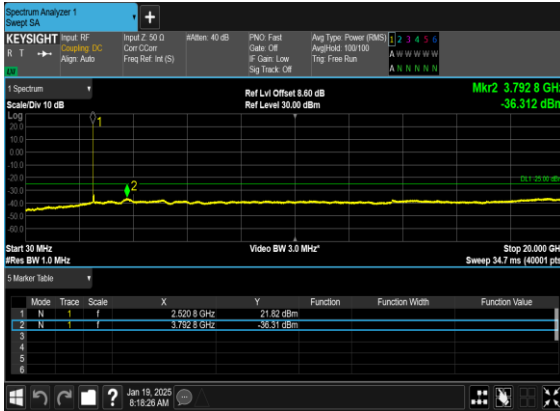 Spectrum Analyzer 1
Swept SA
+
KEYSIGHT Input: RF Input Z: 50 Ω #Atten: 40 dB PNO: Fast Avg Type: Power (RMS) 1 2 3 4 5 6
R T Coupling: DC Corr CCorr Gate: Off Avg|Hold: 100/100 A W W W W W
Align: Auto Freq Ref: Int (S) IF Gain: Low Trig: Free Run
LXI Sig Track: Off A N N N N N
1 Spectrum Ref Lvl Offset 8.60 dB Mkr2 3.792 8 GHz
Scale/Div 10 dB Ref Level 30.00 dBm -36.312 dBm
Log
20.0
10.0
0.00
-10.0
-20.0
-30.0
-40.0
-50.0
-60.0
1
2
DL1 -25.00 dBm
Start 30 MHz Video BW 3.0 MHz* Stop 20.000 GHz
#Res BW 1.0 MHz Sweep 34.7 ms (40001 pts)
5 Marker Table
Mode Trace Scale X Y Function Function Width Function Value
1 N 1 f 2.520 8 GHz 21.82 dBm
2 N 1 f 3.792 8 GHz -36.31 dBm
3
4
5
6
? Jan 19, 2025
8:18:26 AM